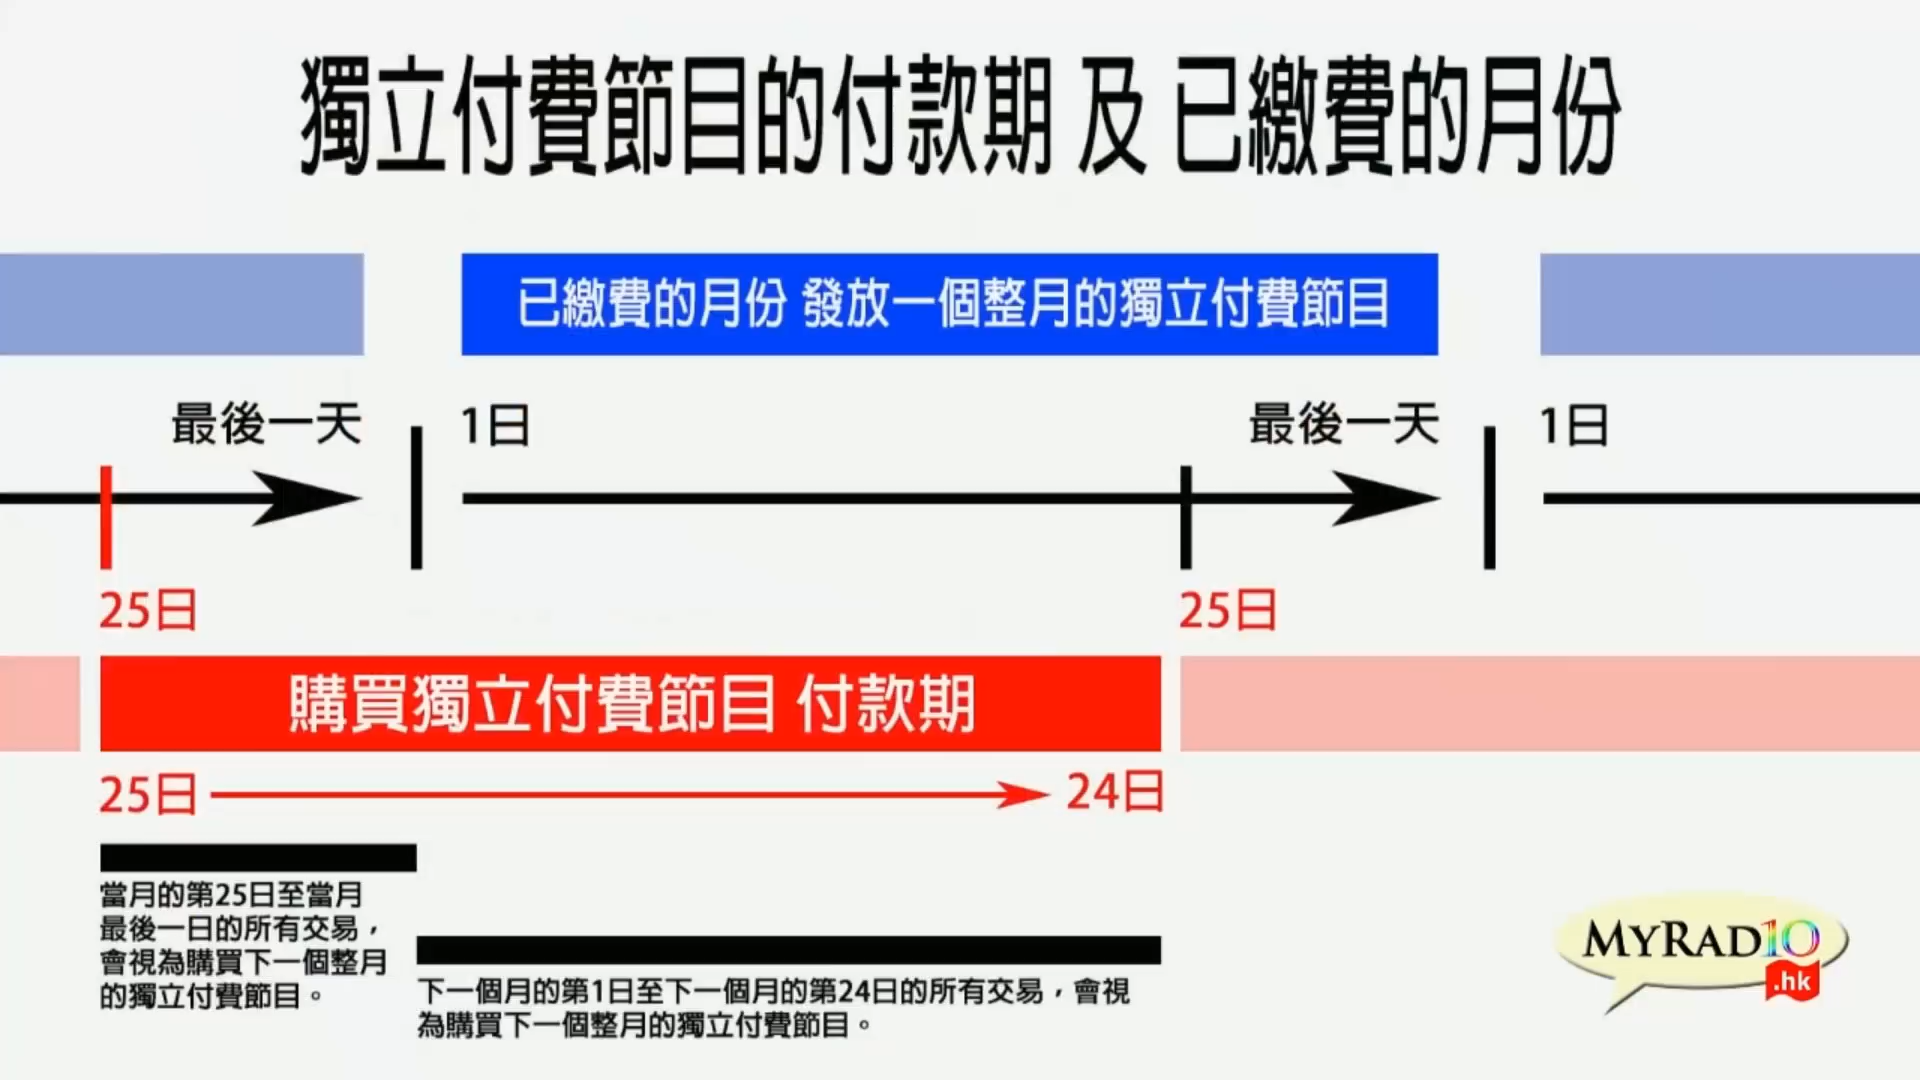 獨立付費節目的付款期 及 已繳費的月份
已繳費的月份 發放一個整月的獨立付費節目
最後一天
1日
最後一天
1日
25日
25日
購買獨立付費節目 付款期
25日
24日
當月的第25日至當月
最後一日的所有交易，
會視為購買下一個整月
的獨立付費節目。
下一個月的第1日至下一個月的第24日的所有交易，會視
為購買下一個整月的獨立付費節目。
MYRAD10
.hk